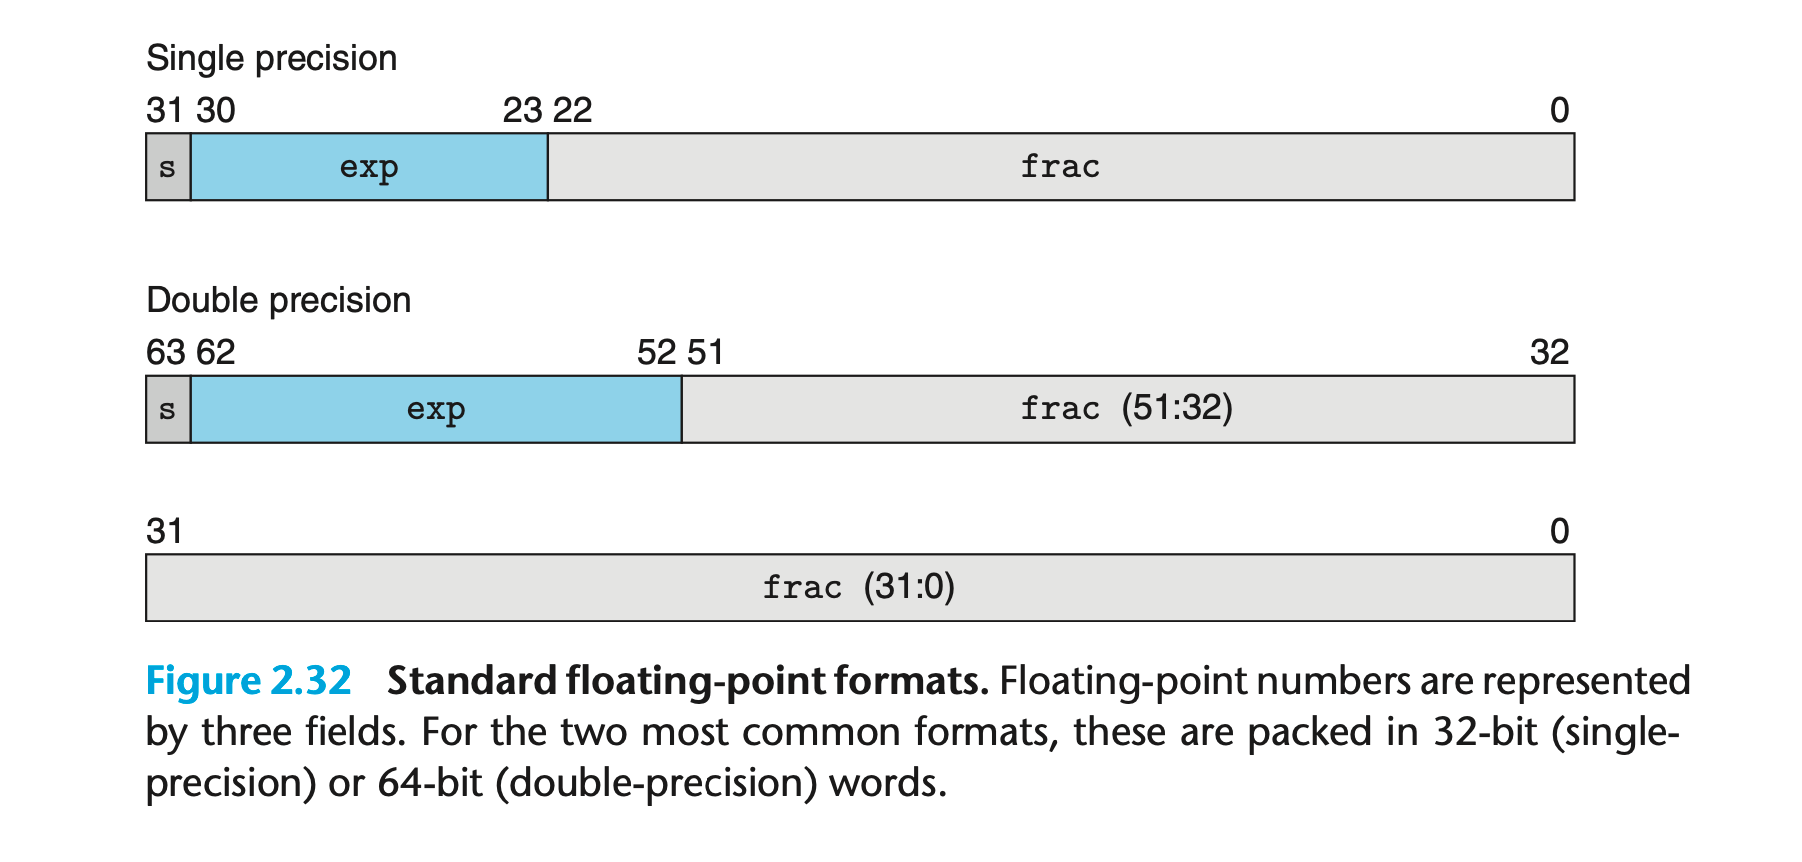 Single precision
31 30 23 22 0
s exp frac
Double precision
63 62 52 51 32
s exp frac (51:32)
31 0
frac (31:0)
Figure 2.32 Standard floating-point formats. Floating-point numbers are represented
by three fields. For the two most common formats, these are packed in 32-bit (single-
precision) or 64-bit (double-precision) words.